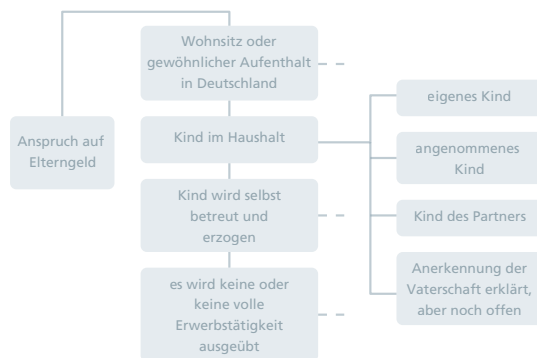 Anspruch auf
Elterngeld
Wohnsitz oder
gewöhnlicher Aufenthalt
in Deutschland
Kind im Haushalt
Kind wird selbst
betreut und
erzogen
es wird keine oder
keine volle
Erwerbstätigkeit
ausgeübt
eigenes Kind
angenommenes
Kind
Kind des Partners
Anerkennung der
Vaterschaft erklärt,
aber noch offen